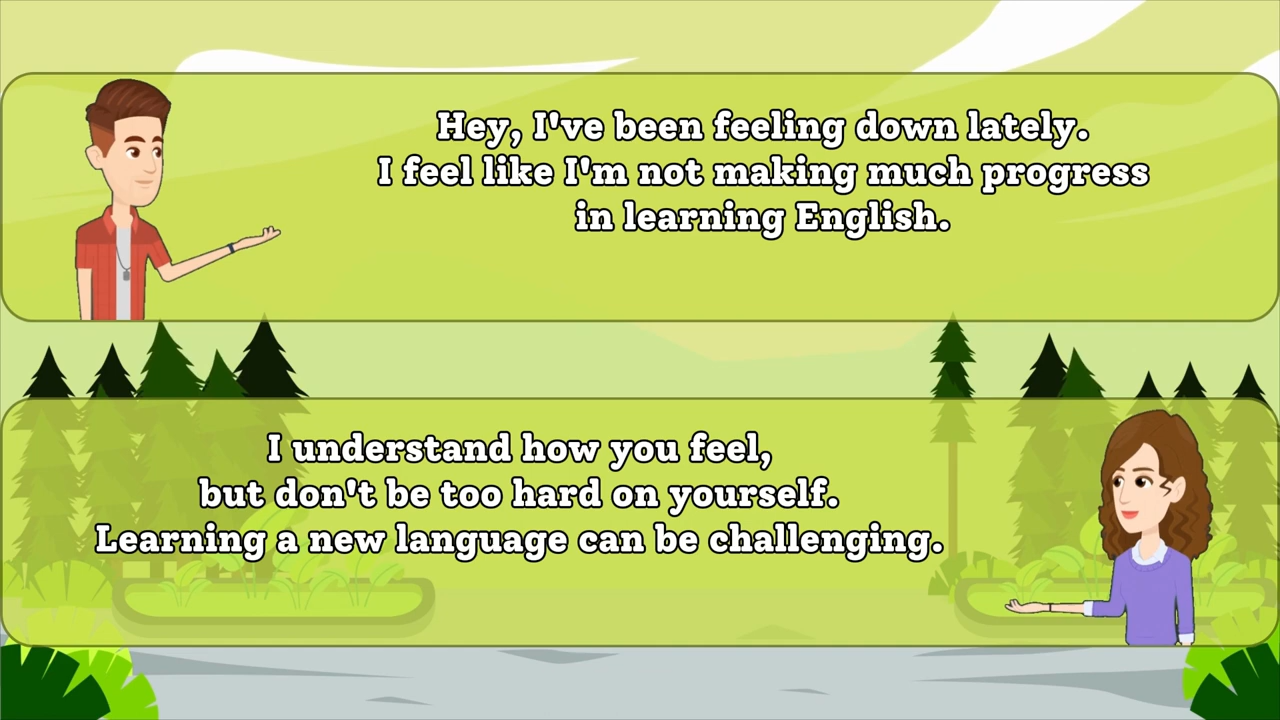 Hey, I've been feeling down lately.
I feel like I'm not making much progress
in learning English.
I understand how you feel,
but don't be too hard on yourself.
Learning a new language can be challenging.